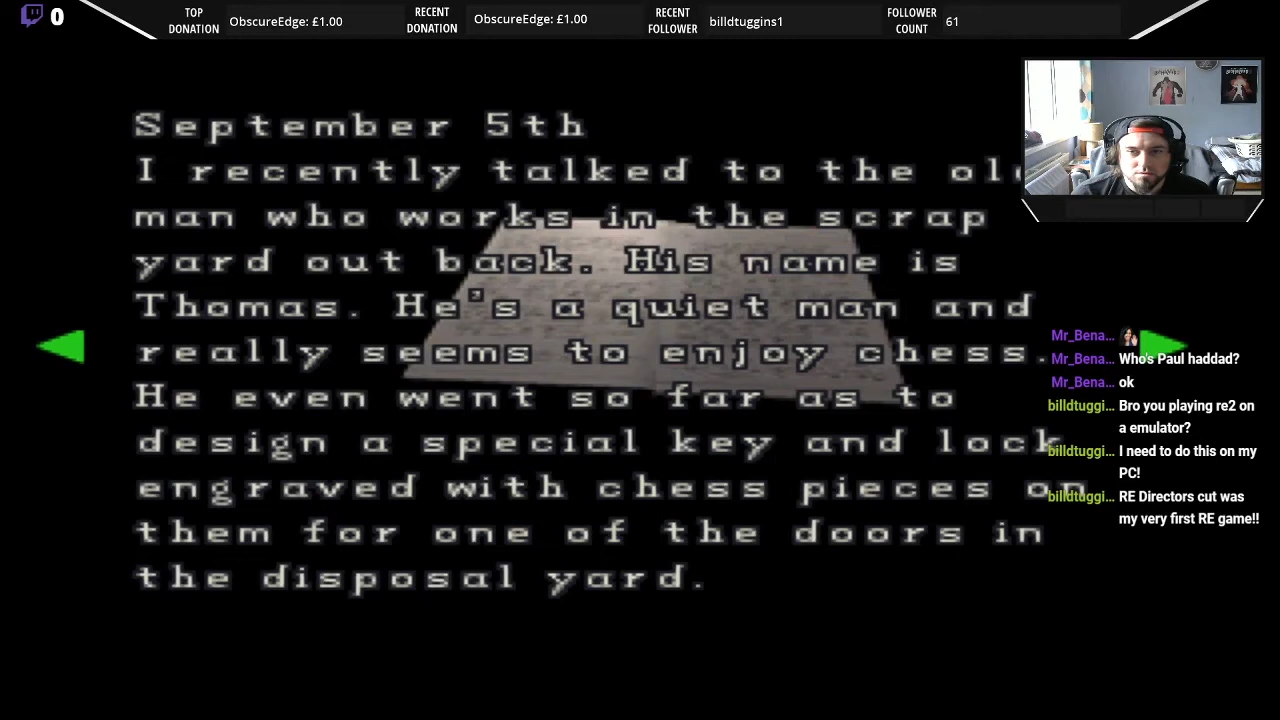 0
TOP DONATION
ObscureEdge: £1.00
RECENT DONATION
ObscureEdge: £1.00
RECENT FOLLOWER
billdtuggins1
FOLLOWER COUNT
61
September 5th
I recently talked to the old
man who works in the scrap
yard out back. His name is
Thomas. He's a quiet man and
really seems to enjoy chess.
He even went so far as to
design a special key and lock
engraved with chess pieces on
them for one of the doors in
the disposal yard.
Mr_Bena...
Mr_Bena... Who's Paul haddad?
Mr_Bena... ok
billdtuggi... Bro you playing re2 on
a emulator?
billdtuggi... I need to do this on my
PC!
billdtuggi... RE Directors cut was
my very first RE game!!